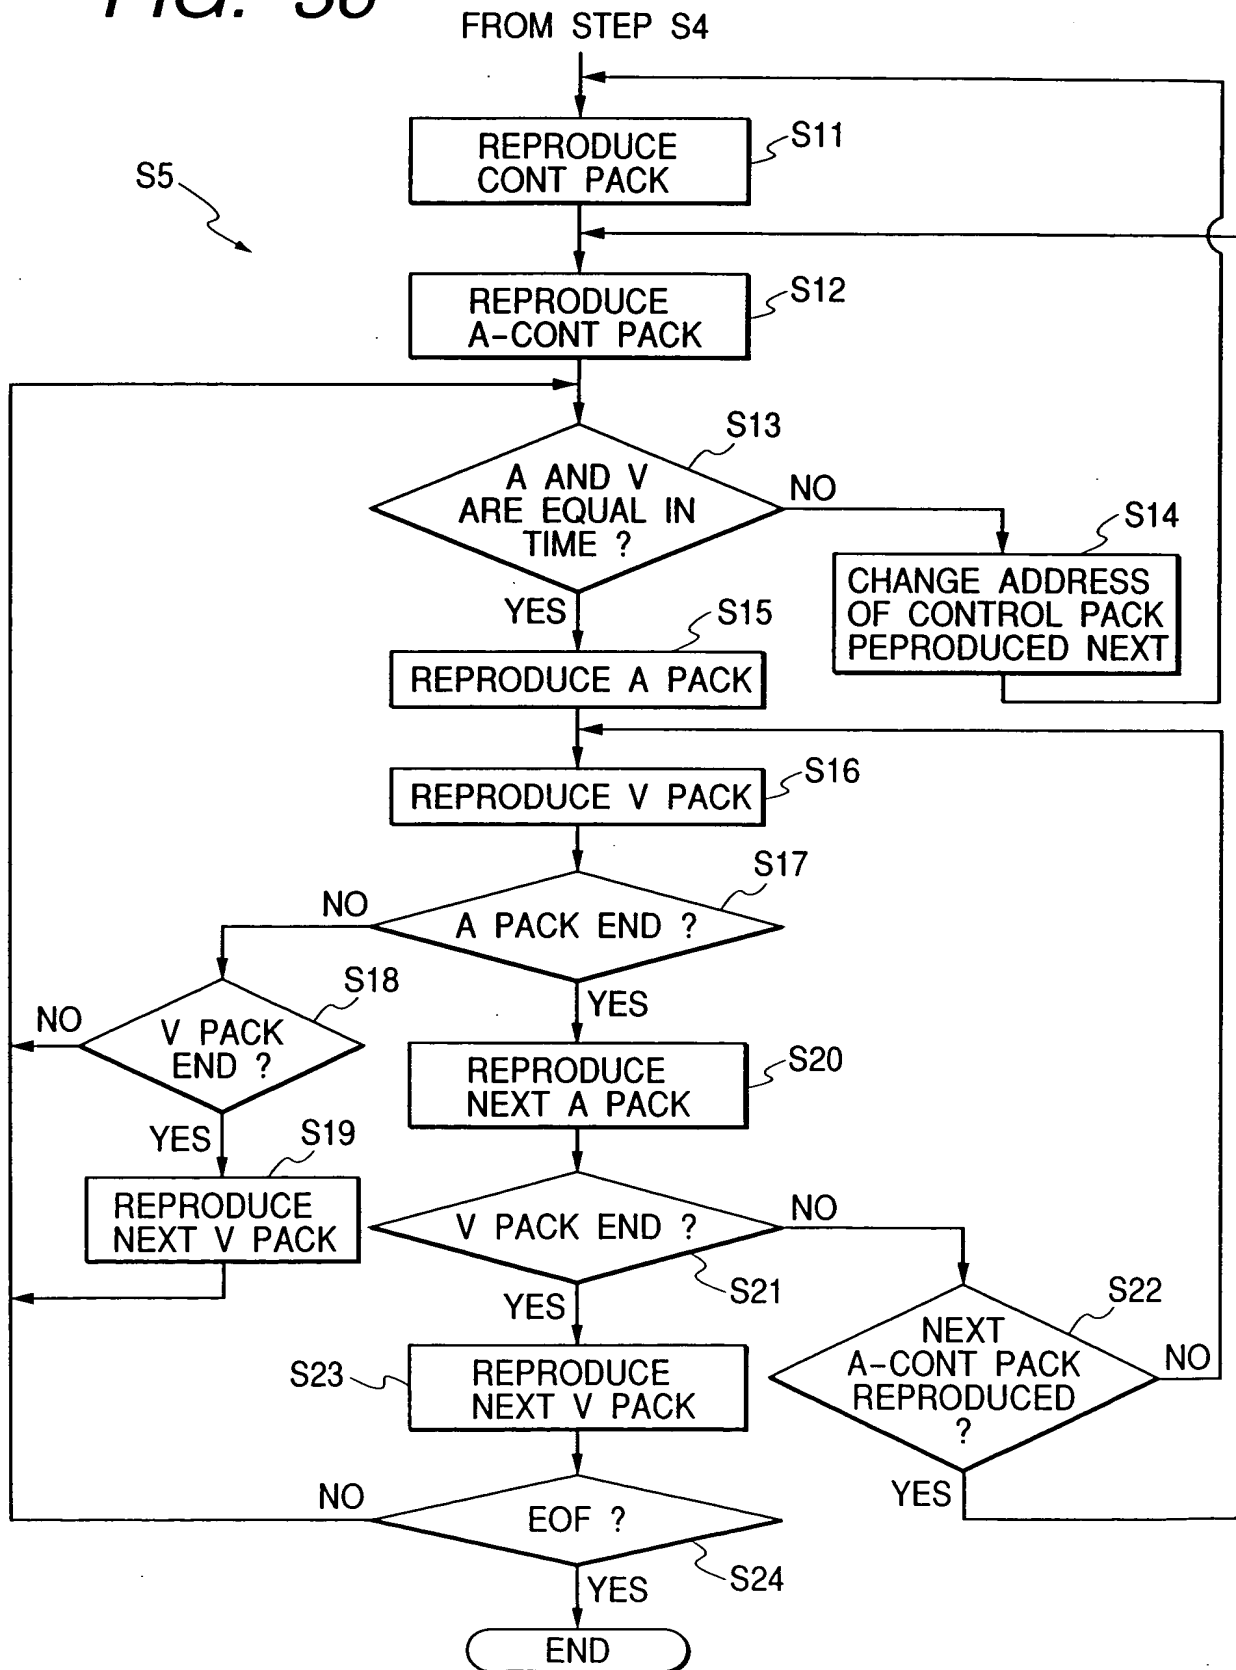 FROM STEP S4
REPRODUCE
CONT PACK
S11
S5
REPRODUCE
A-CONT PACK
S12
A AND V
ARE EQUAL IN
TIME ?
S13
NO
YES
S14
CHANGE ADDRESS
OF CONTROL PACK
PEPRODUCED NEXT
S15
REPRODUCE A PACK
S16
REPRODUCE V PACK
S17
A PACK END ?
NO
YES
S18
V PACK
END ?
NO
YES
S19
REPRODUCE
NEXT V PACK
S20
REPRODUCE
NEXT A PACK
V PACK END ?
NO
S21
YES
S22
NEXT
A-CONT PACK
REPRODUCED
?
NO
YES
S23
REPRODUCE
NEXT V PACK
EOF ?
NO
S24
YES
END